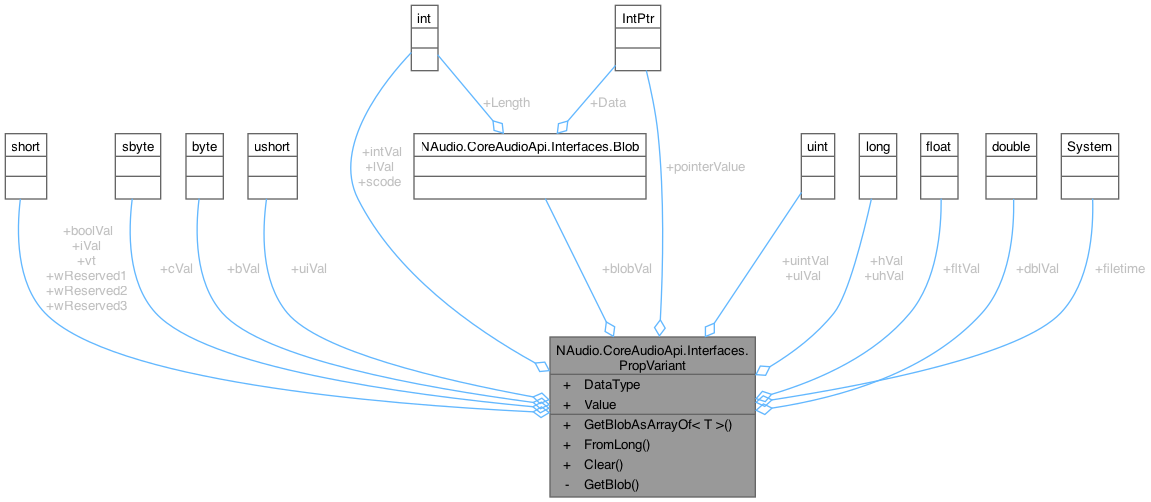 int
IntPtr
+Length
+Data
short
sbyte
byte
ushort
NAudio.CoreAudioApi.Interfaces.Blob
uint
long
float
double
System
+intVal
+lVal
+scode
+pointerValue
+boolVal
+iVal
+vt
+wReserved1
+wReserved2
+wReserved3
+cVal
+bVal
+uiVal
+blobVal
+uintVal
+ulVal
+hVal
+uhVal
+fltVal
+dblVal
+filetime
NAudio.CoreAudioApi.Interfaces.
PropVariant
+ DataType
+ Value
+ GetBlobAsArrayOf< T >()
+ FromLong()
+ Clear()
- GetBlob()